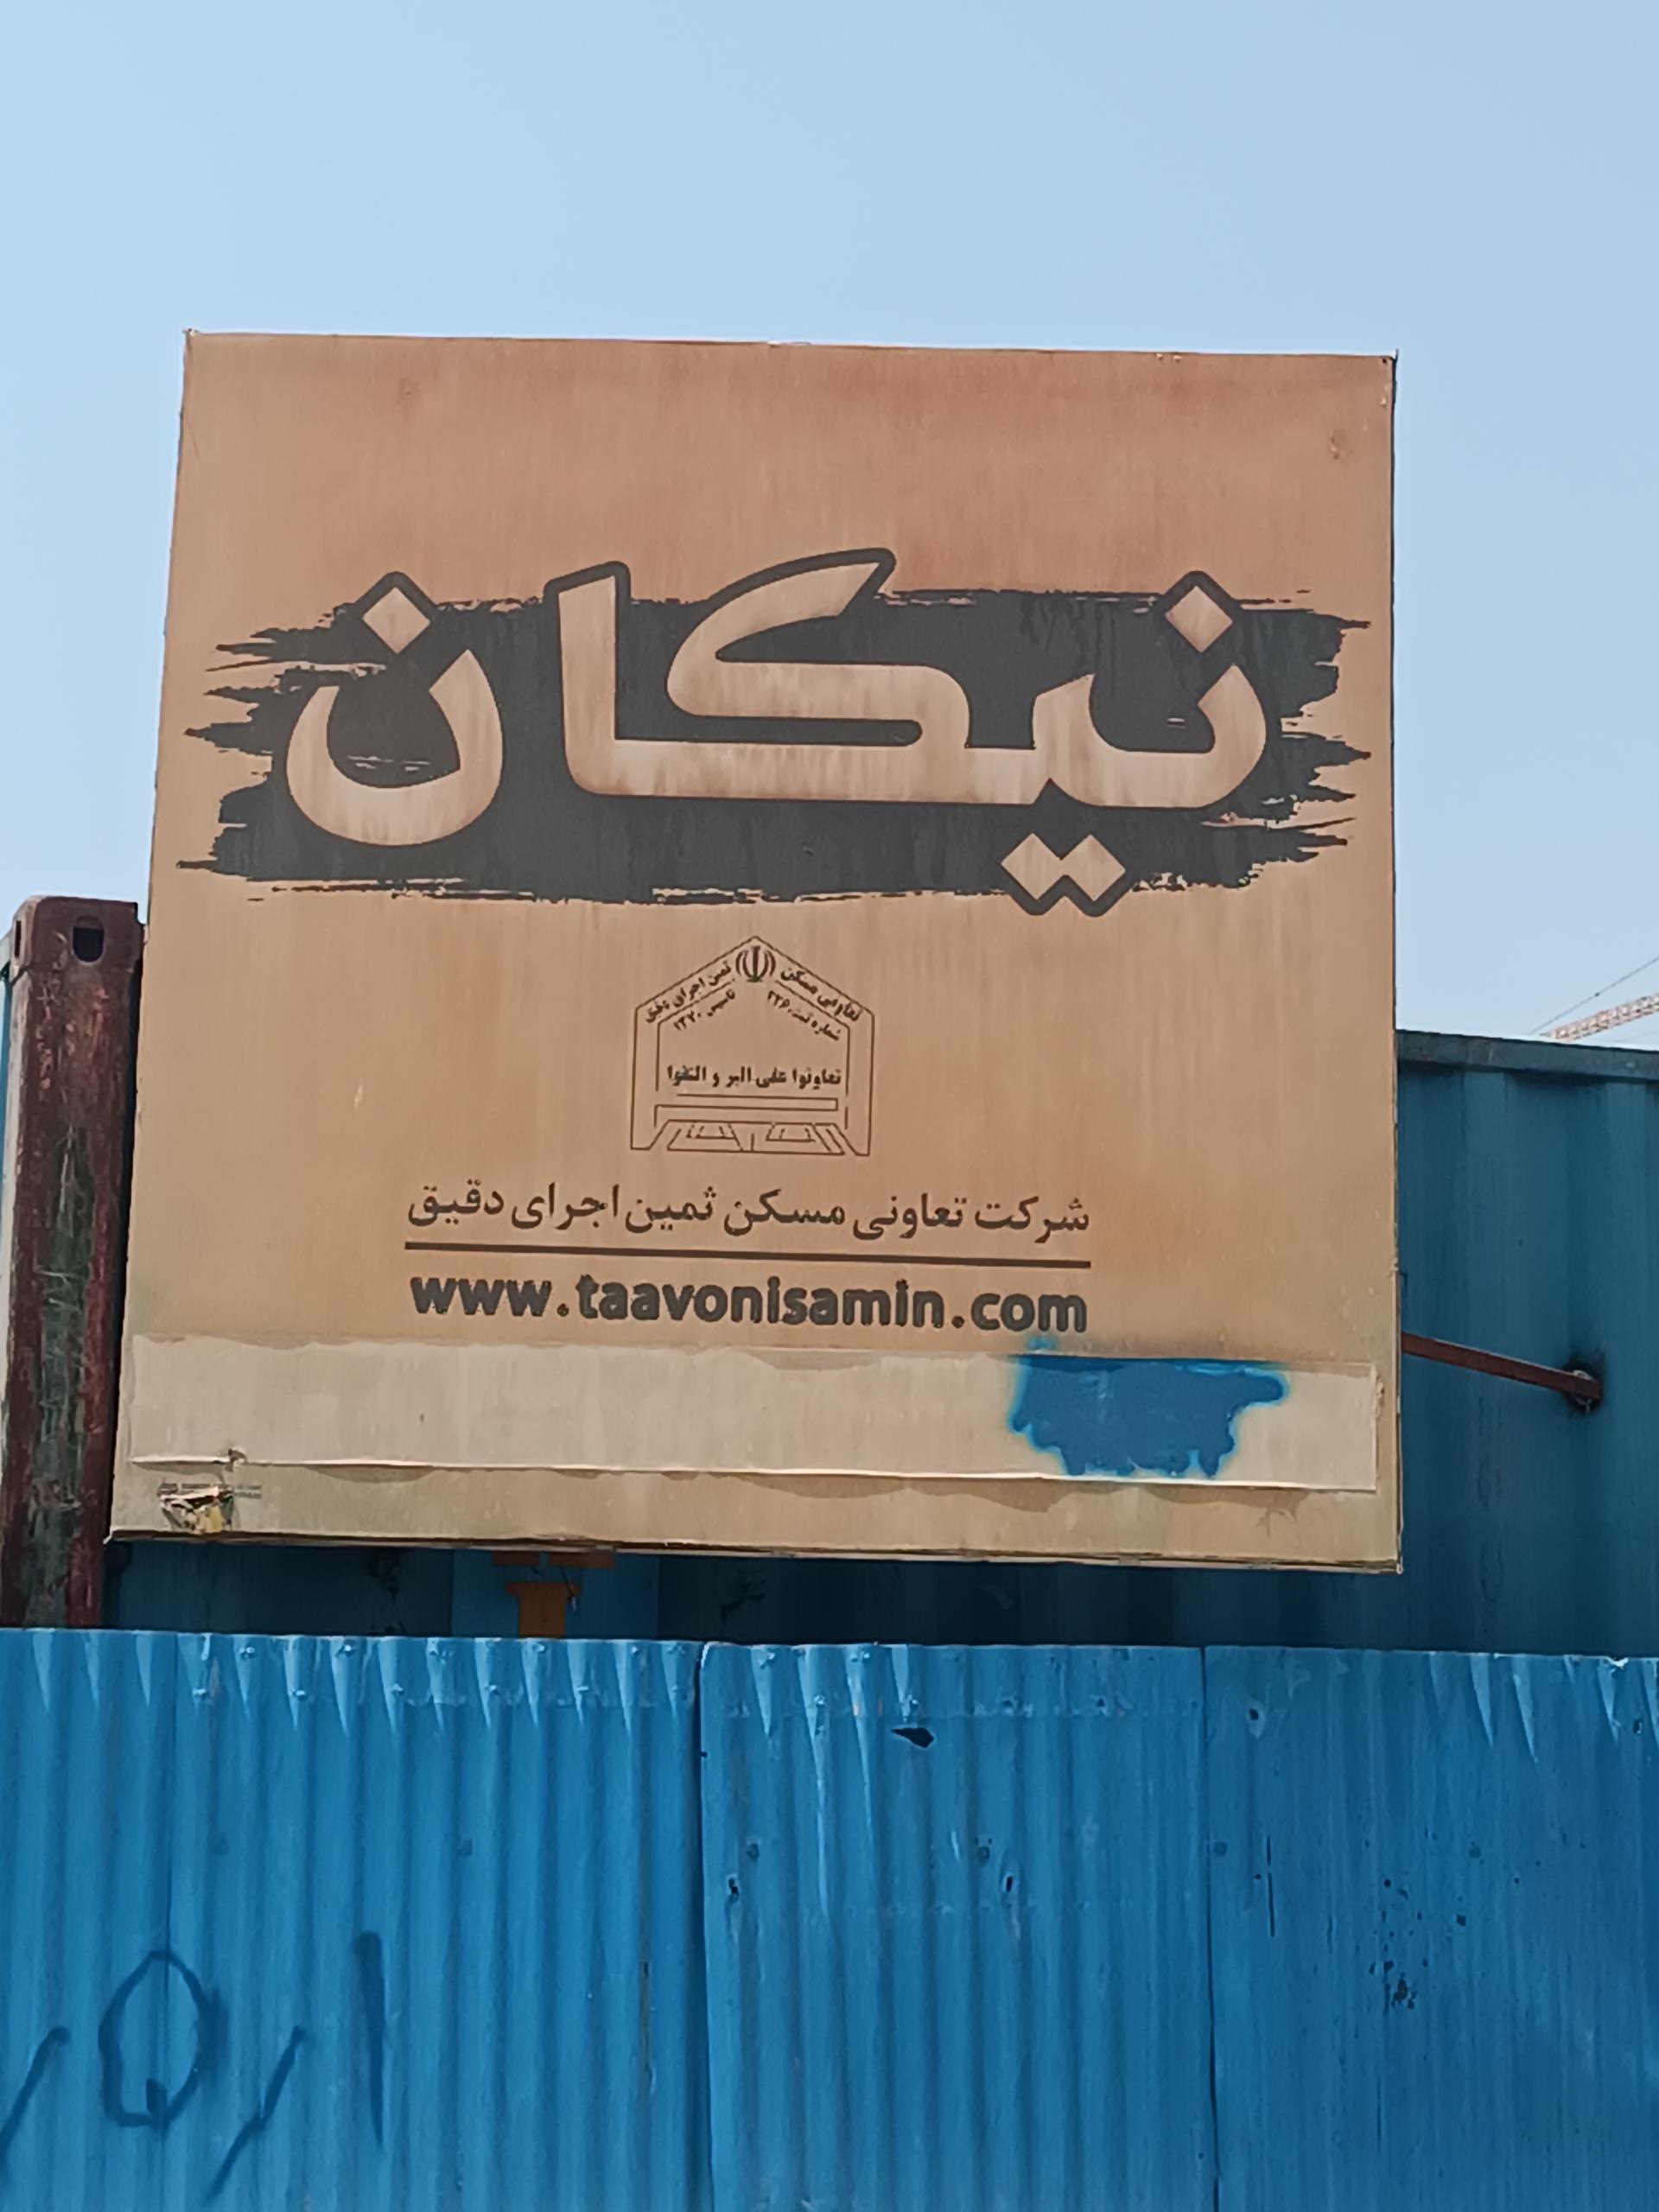 نیکان
تعاونی مسکن ثمین اجرای دقیق
تعاونوا علی البر و التقوا
شرکت تعاونی مسکن ثمین اجرای دقیق
www.taavonisamin.com